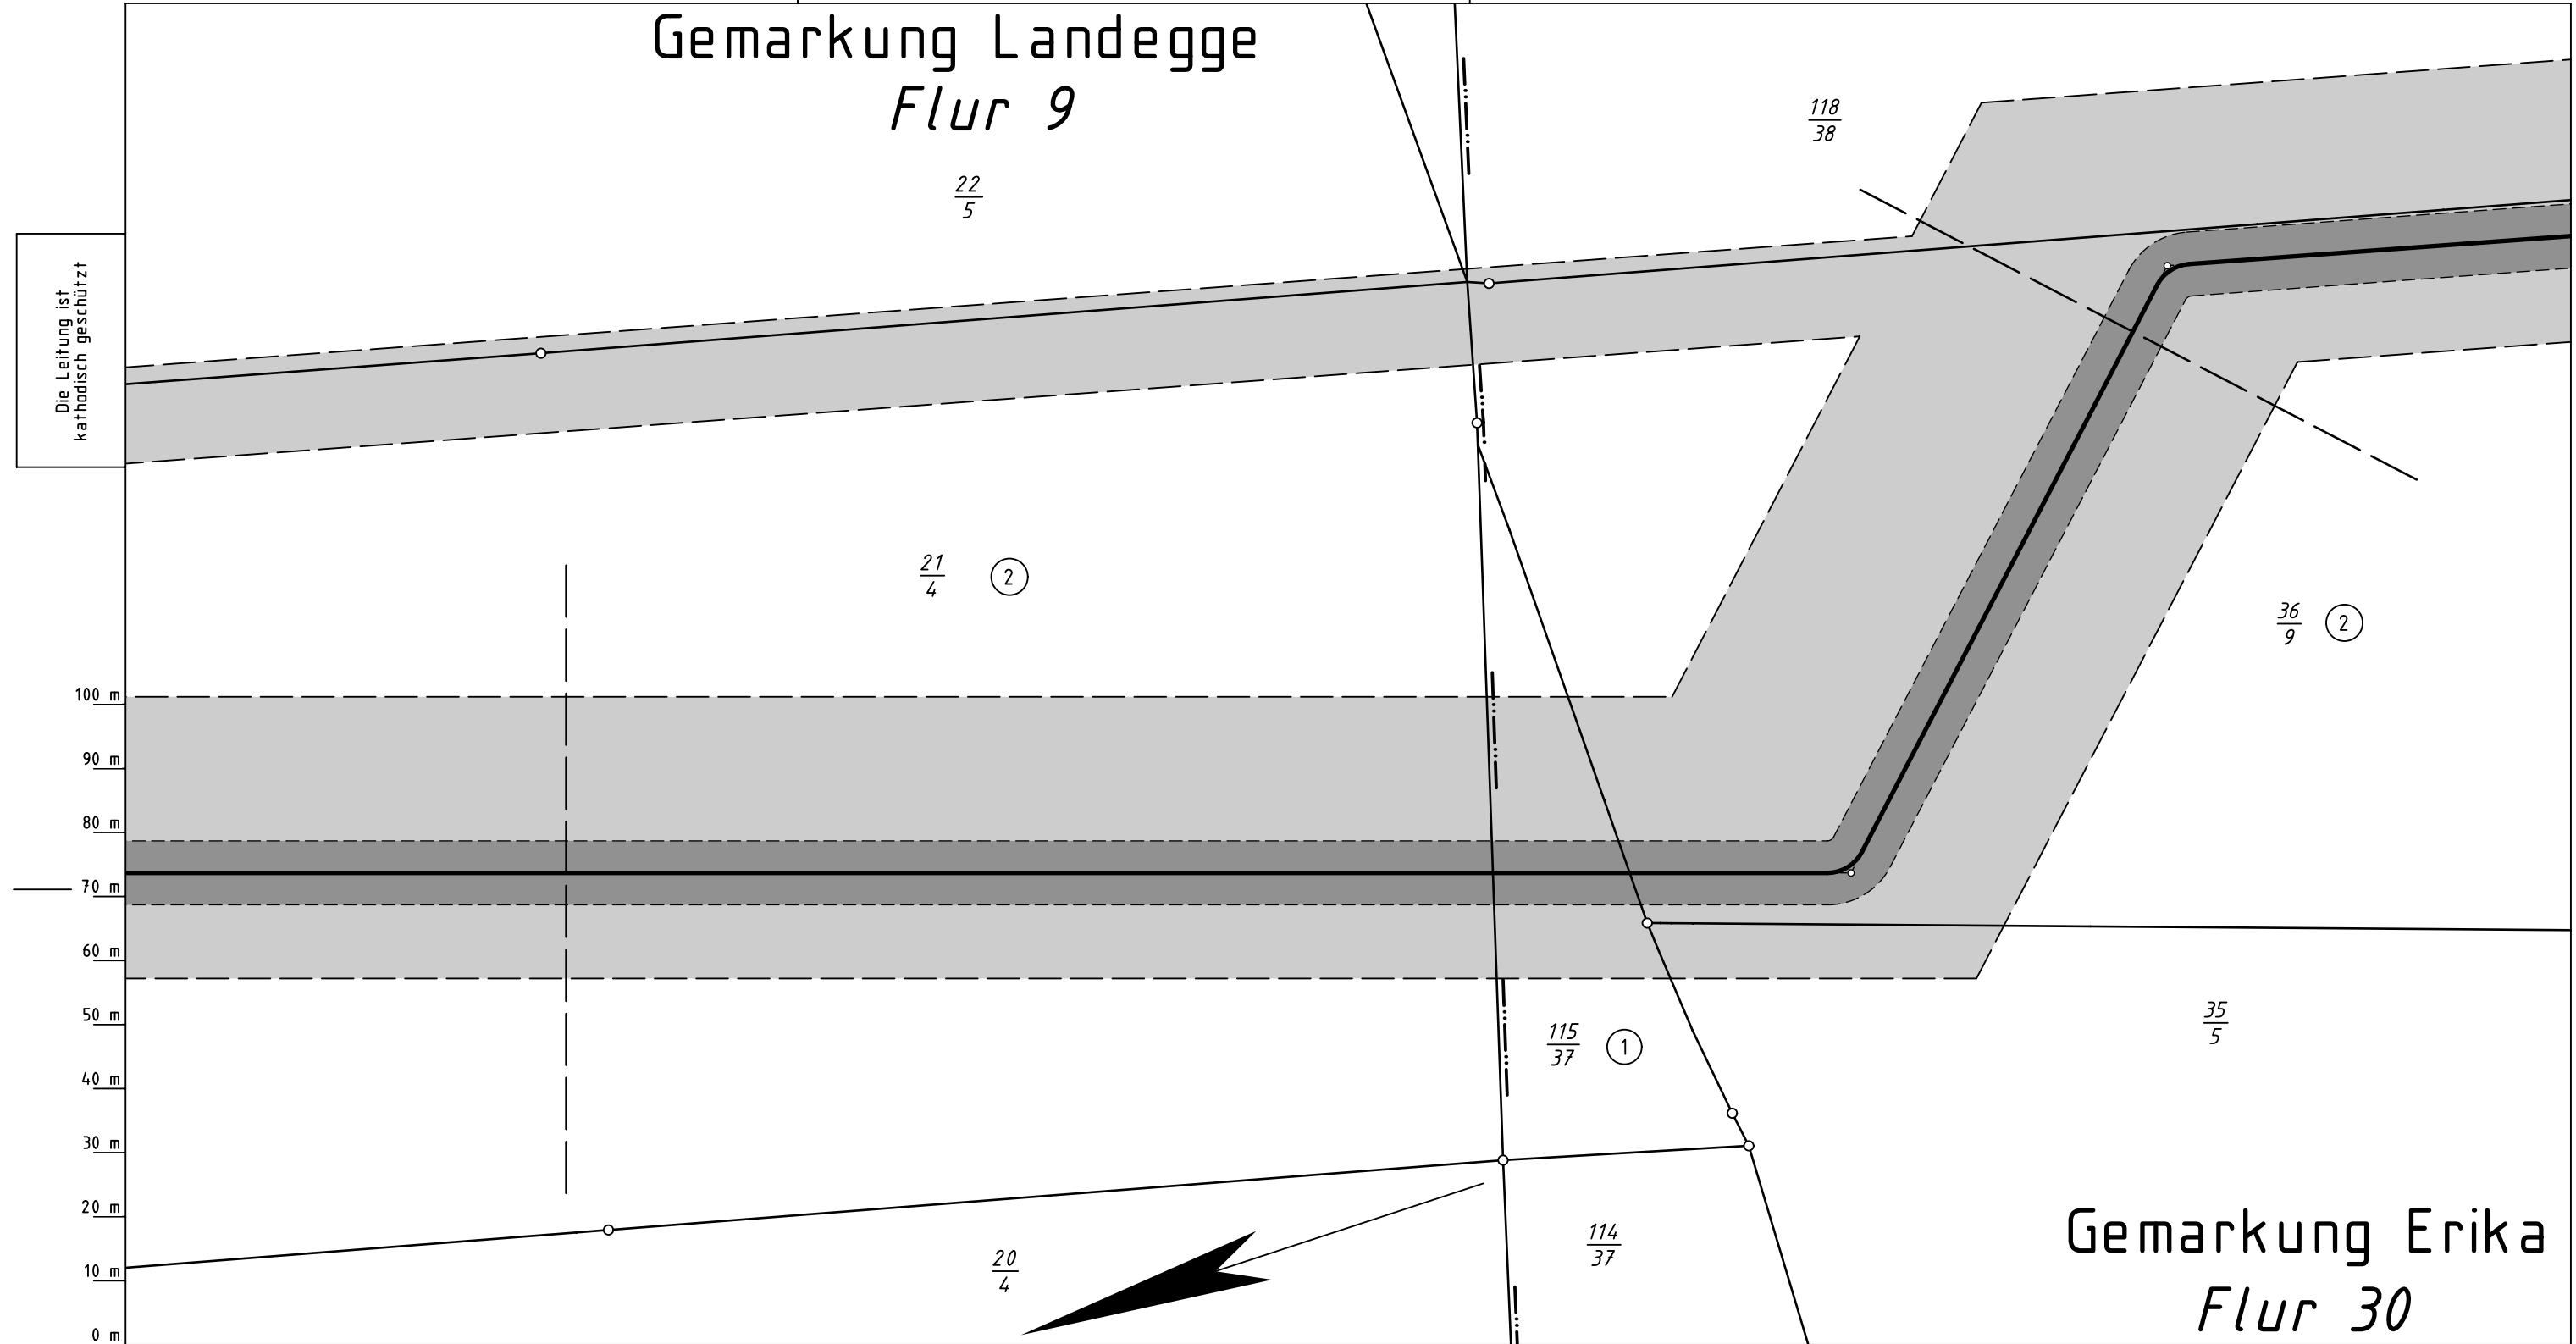 Gemarkung Landegge
Flur 9
118
38
22
5
Die Leitung ist
kathodisch geschützt
21
4
2
36
9
2
100 m
90 m
80 m
70 m
60 m
50 m
40 m
30 m
20 m
10 m
0 m
115
37
1
35
5
114
37
20
4
Gemarkung Erika
Flur 30